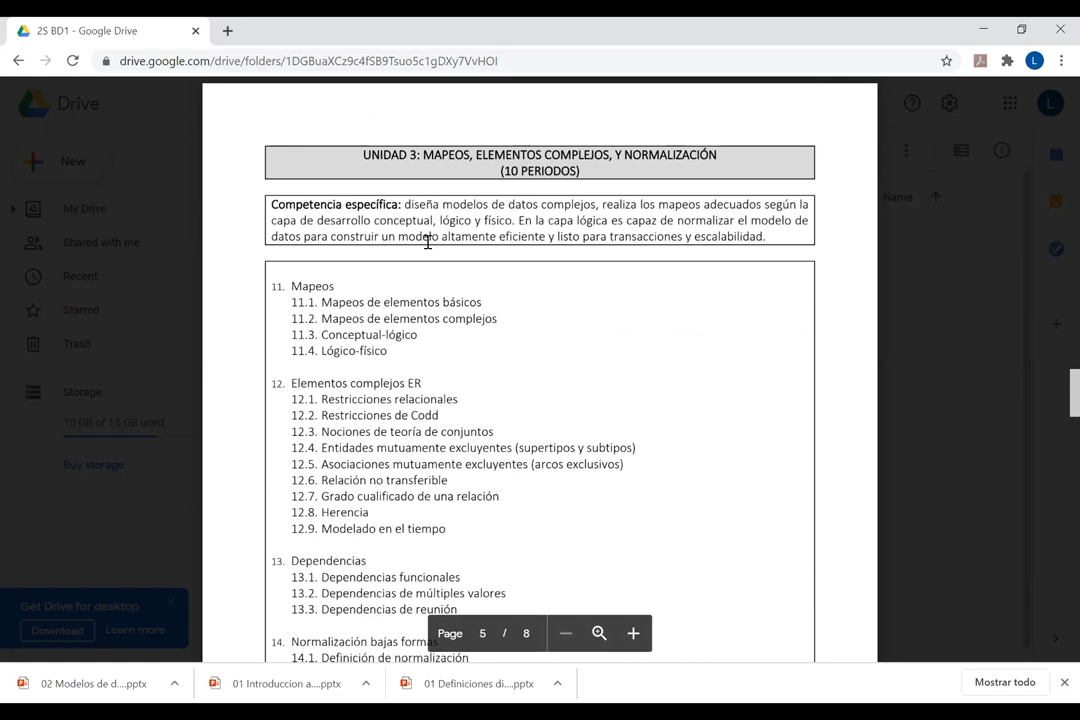 2S BD1 - Google Drive
drive.google.com/drive/folders/1DGBuaXCz9c4fSB9Tsuo5c1gDXy7VvHOI
L
Drive
L
New
My Drive
Shared with me
Recent
Starred
Trash
Storage
10 GB of 15 GB used
Buy storage
Name
UNIDAD 3: MAPEOS, ELEMENTOS COMPLEJOS, Y NORMALIZACIÓN
(10 PERIODOS)
Competencia específica: diseña modelos de datos complejos, realiza los mapeos adecuados según la
capa de desarrollo conceptual, lógico y físico. En la capa lógica es capaz de normalizar el modelo de
datos para construir un modelo altamente eficiente y listo para transacciones y escalabilidad.
11. Mapeos
11.1. Mapeos de elementos básicos
11.2. Mapeos de elementos complejos
11.3. Conceptual-lógico
11.4. Lógico-físico
12. Elementos complejos ER
12.1. Restricciones relacionales
12.2. Restricciones de Codd
12.3. Nociones de teoría de conjuntos
12.4. Entidades mutuamente excluyentes (supertipos y subtipos)
12.5. Asociaciones mutuamente excluyentes (arcos exclusivos)
12.6. Relación no transferible
12.7. Grado cualificado de una relación
12.8. Herencia
12.9. Modelado en el tiempo
13. Dependencias
13.1. Dependencias funcionales
13.2. Dependencias de múltiples valores
13.3. Dependencias de reunión
14. Normalización bajas formas
14.1. Definición de normalización
Page 5 / 8
Get Drive for desktop
Download
Learn more
02 Modelos de d....pptx
01 Introduccion a....pptx
01 Definiciones di....pptx
Mostrar todo